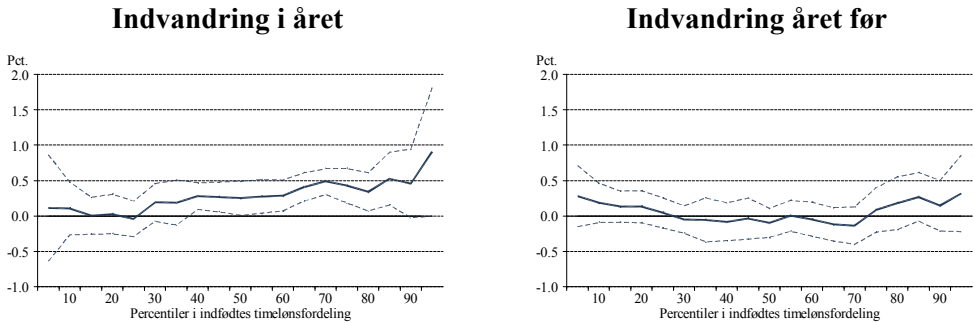 Indvandring i året
Pct.
2.0
1.5
1.0
0.5
0.0
-0.5
-1.0
10 20 30 40 50 60 70 80 90
Percentiler i indfødtes timelønsfordeling
Indvandring året før
Pct.
2.0
1.5
1.0
0.5
0.0
-0.5
-1.0
10 20 30 40 50 60 70 80 90
Percentiler i indfødtes timelønsfordeling